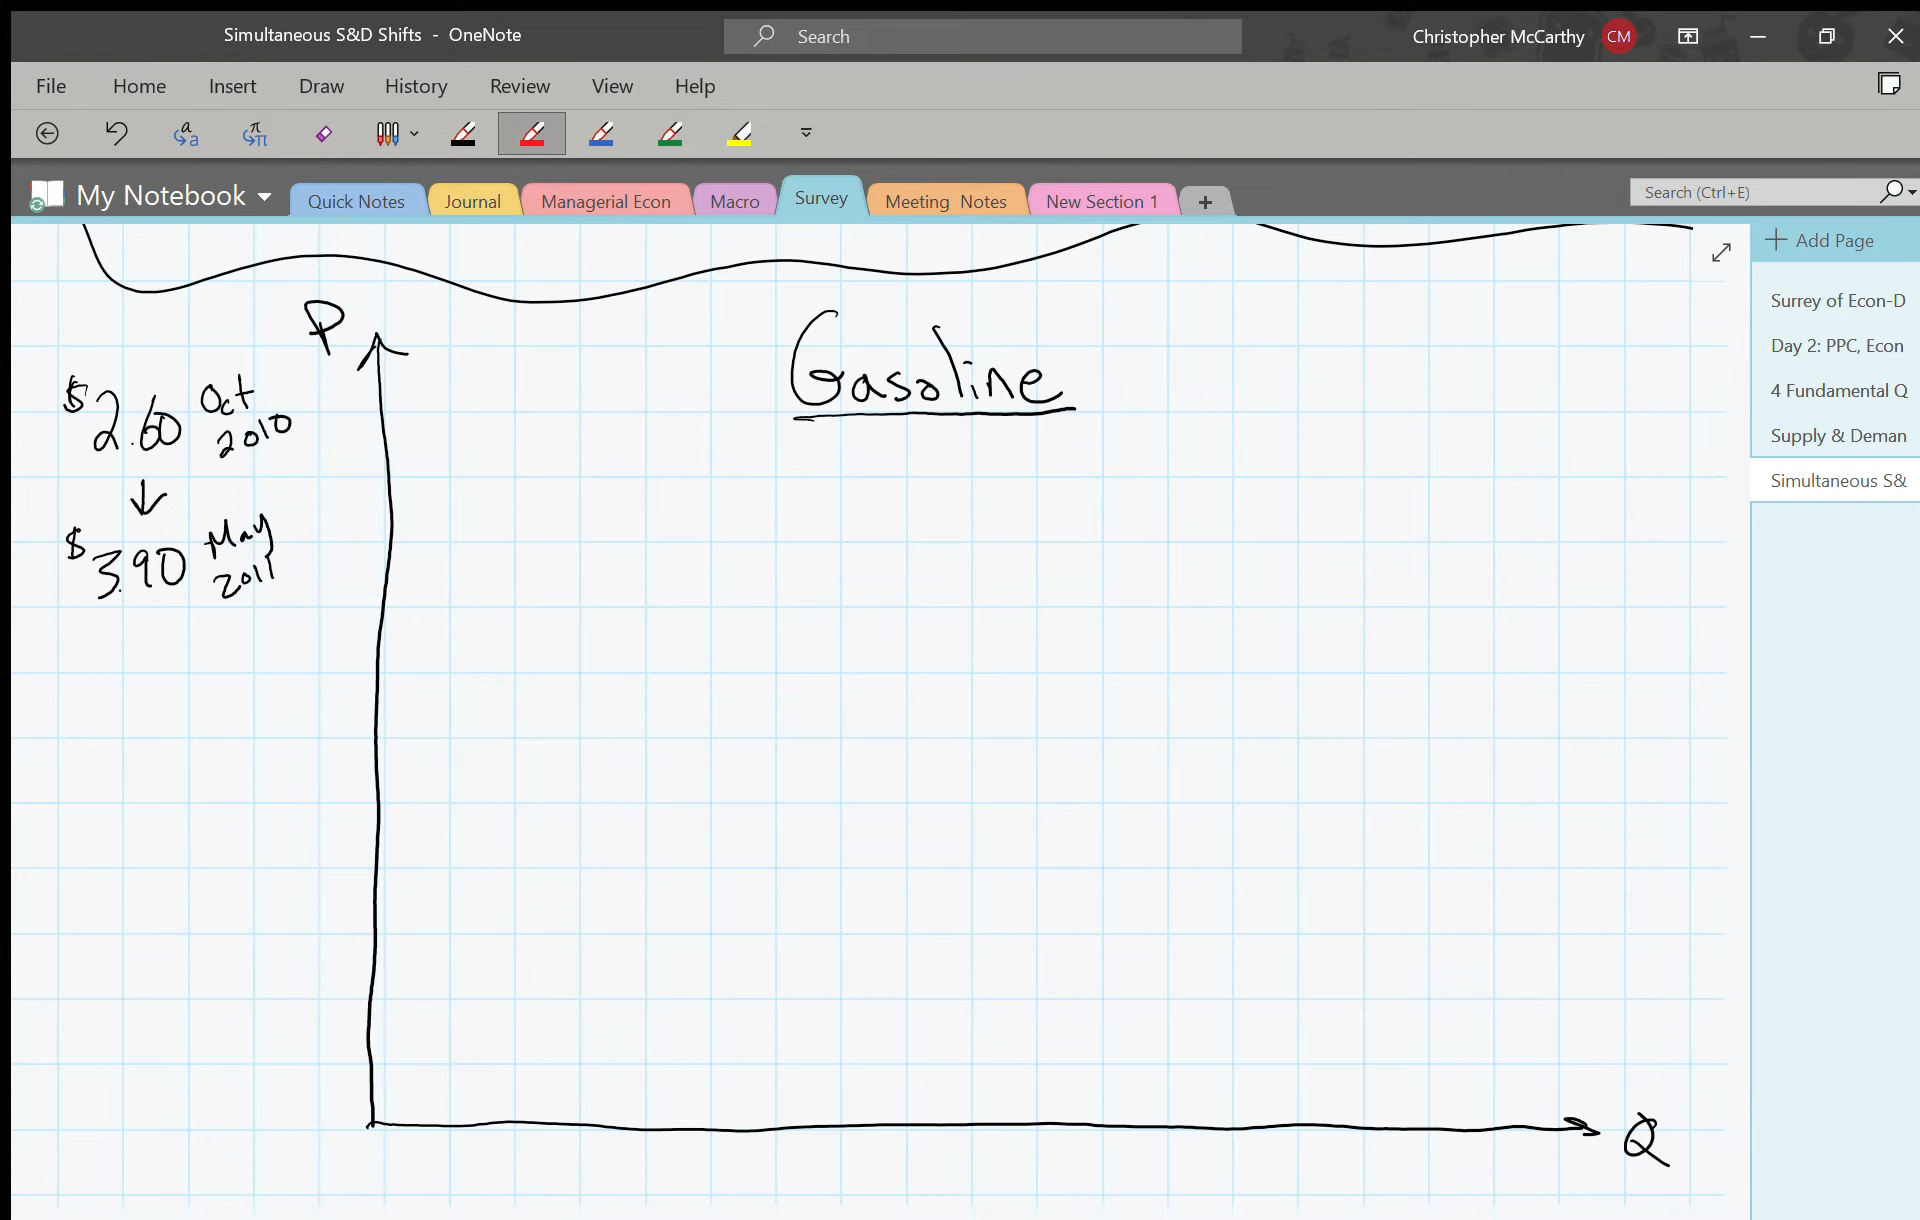 Simultaneous S&D Shifts - OneNote
Search
Christopher McCarthy CM
File Home Insert Draw History Review View Help
My Notebook
Quick Notes Journal Managerial Econ Macro Survey Meeting Notes New Section 1 +
Search (Ctrl+E)
Add Page
Surrey of Econ-D
Day 2: PPC, Econ
4 Fundamental Q
Supply & Deman
Simultaneous S&
P
Gasoline
$2.60 Oct 2010
↓
$3.90 May 2011
Q